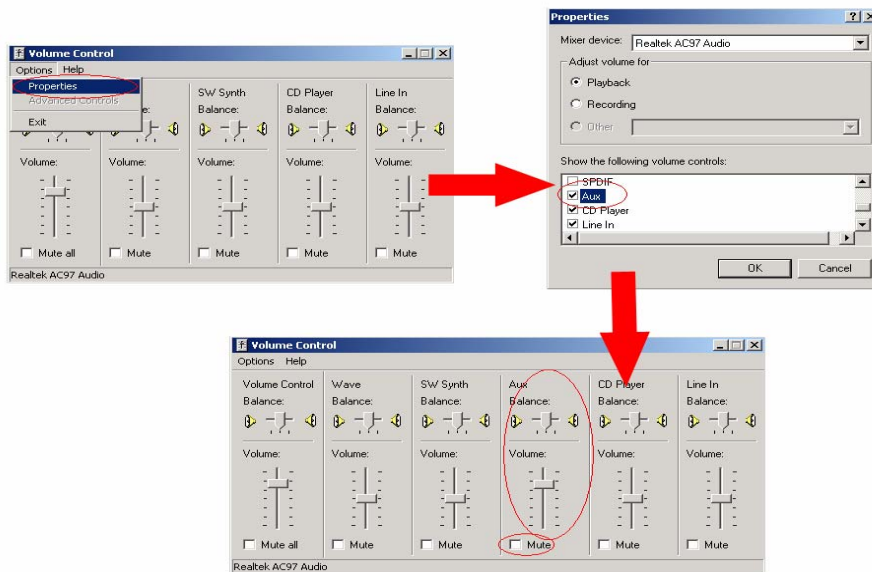 Volume Control
Options Help
Properties
Advanced Controls
Exit
SW Synth CD Player Line In
Balance: Balance: Balance:
Volume: Volume: Volume: Volume: Volume:
Mute all Mute Mute Mute Mute
Realtek AC97 Audio
Properties
Mixer device: Realtek AC97 Audio
Adjust volume for
Playback
Recording
Other
Show the following volume controls:
SPDIF
Aux
CD Player
Line In
OK Cancel
Volume Control
Options Help
Volume Control Wave SW Synth Aux CD Player Line In
Balance: Balance: Balance: Balance: Balance: Balance:
Volume: Volume: Volume: Volume: Volume: Volume:
Mute all Mute Mute Mute Mute Mute
Realtek AC97 Audio